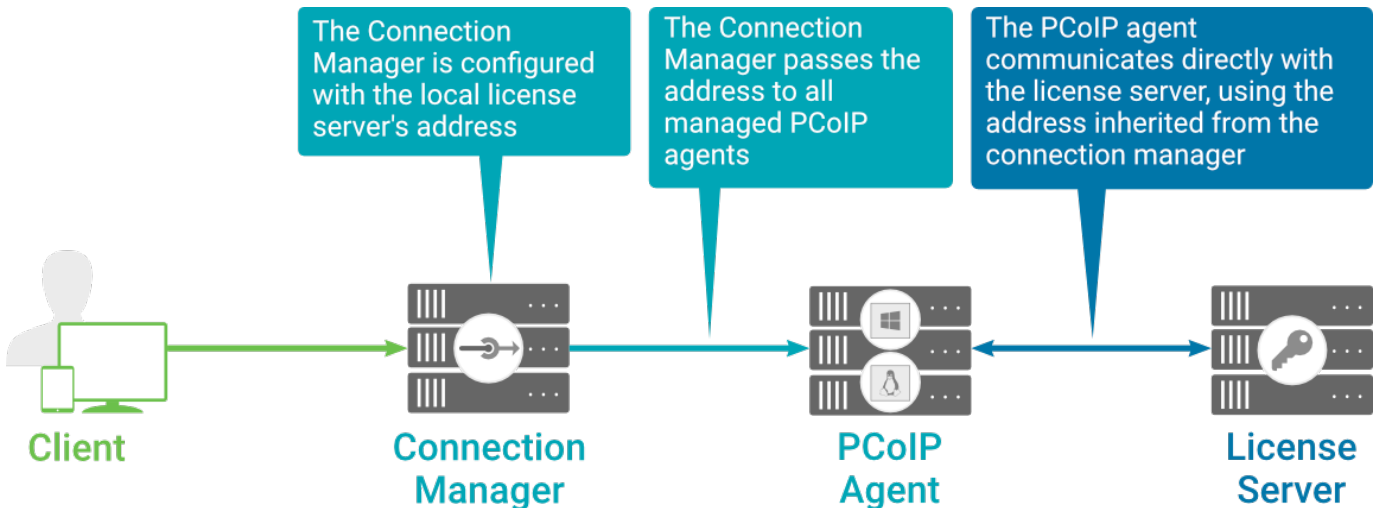 The Connection
Manager is configured
with the local license
server's address
The Connection
Manager passes the
address to all
managed PCoIP
agents
The PCoIP agent
communicates directly with
the license server, using the
address inherited from the
connection manager
Client
Connection
Manager
PCoIP
Agent
License
Server